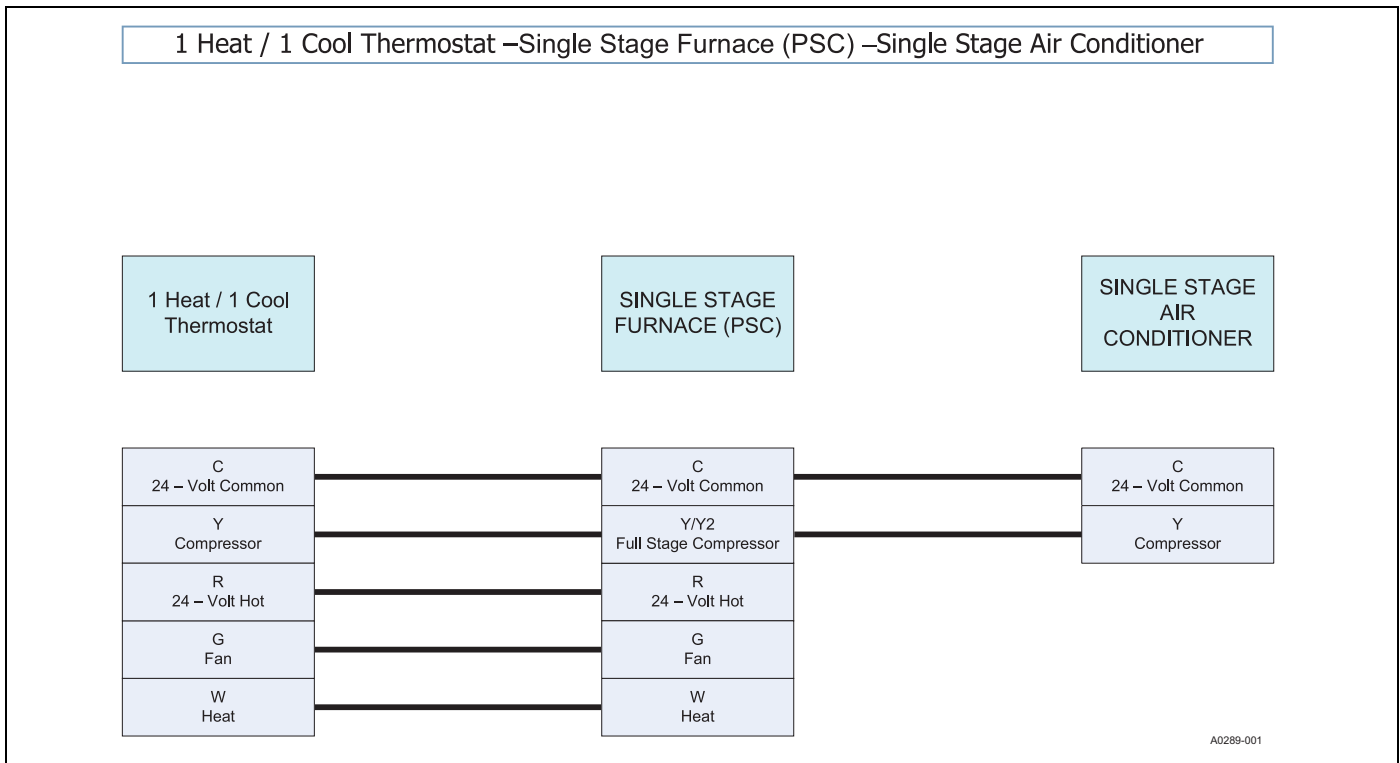 1 Heat / 1 Cool Thermostat –Single Stage Furnace (PSC) –Single Stage Air Conditioner
1 Heat / 1 Cool
Thermostat
SINGLE STAGE
FURNACE (PSC)
SINGLE STAGE
AIR
CONDITIONER
C
24 – Volt Common
C
24 – Volt Common
C
24 – Volt Common
Y
Compressor
Y/Y2
Full Stage Compressor
Y
Compressor
R
24 – Volt Hot
R
24 – Volt Hot
G
Fan
G
Fan
W
Heat
W
Heat
A0289-001